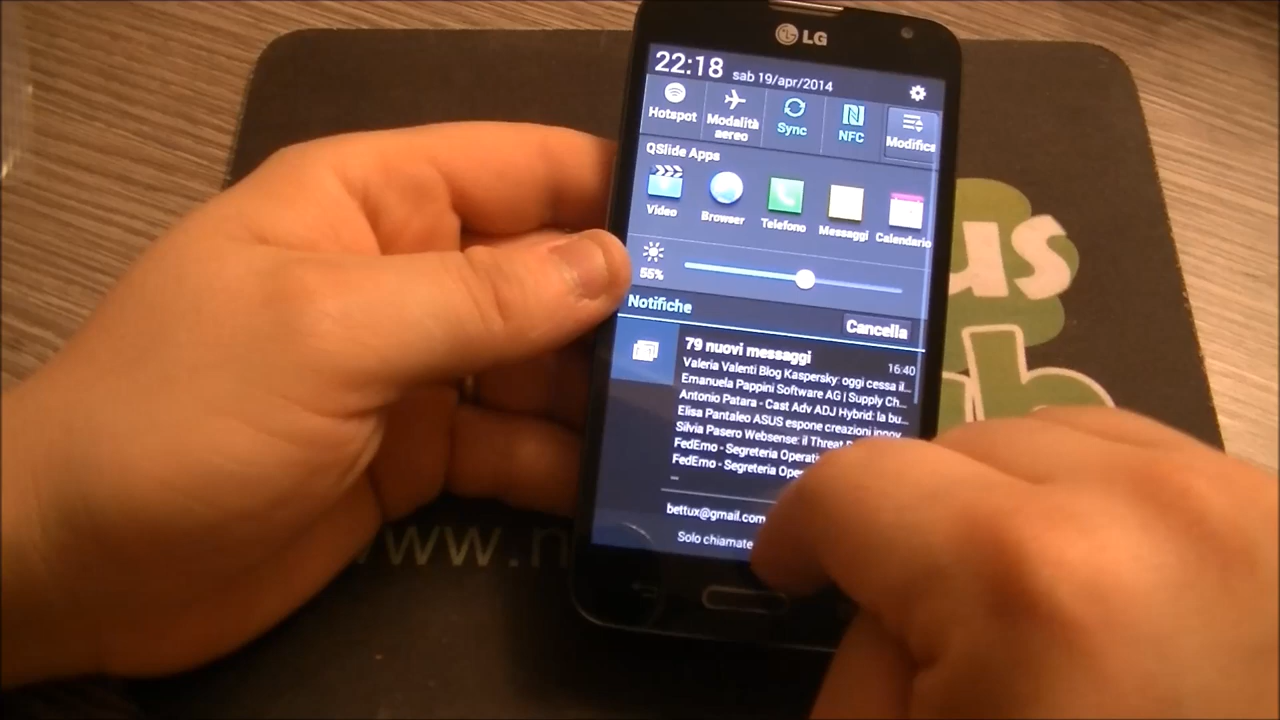 LG
22:18 sab 19/apr/2014
Hotspot
Modalità
aereo
Sync
NFC
Modifica
QSlide Apps
Video
Browser
Telefono
Messaggi
Calendario
55%
Notifiche
Cancella
79 nuovi messaggi
16:40
Valeria Valenti Blog Kaspersky: oggi cessa il...
Emanuela Pappini Software AG | Supply Ch...
Antonio Patara - Cast Adv ADJ Hybrid: la bu...
Elisa Pantaleo ASUS espone creazioni innov
Silvia Pasero Websense: il Threat
FedEmo - Segreteria Operati
FedEmo - Segreteria Ope
...
bettux@gmail.com
Solo chiamate
us
www.n